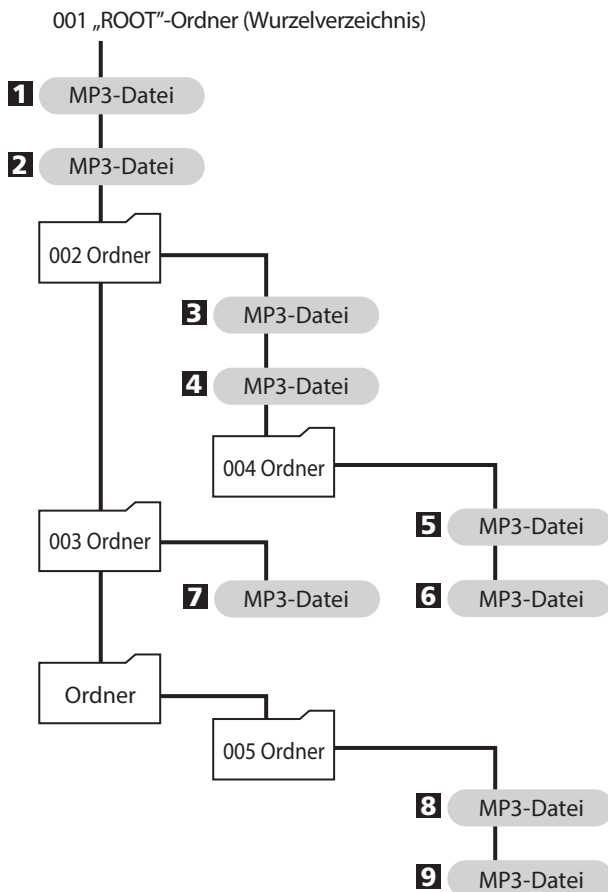 001 „ROOT”-Ordner (Wurzelverzeichnis)
1 MP3-Datei
2 MP3-Datei
002 Ordner
3 MP3-Datei
4 MP3-Datei
004 Ordner
5 MP3-Datei
6 MP3-Datei
003 Ordner
7 MP3-Datei
Ordner
005 Ordner
8 MP3-Datei
9 MP3-Datei